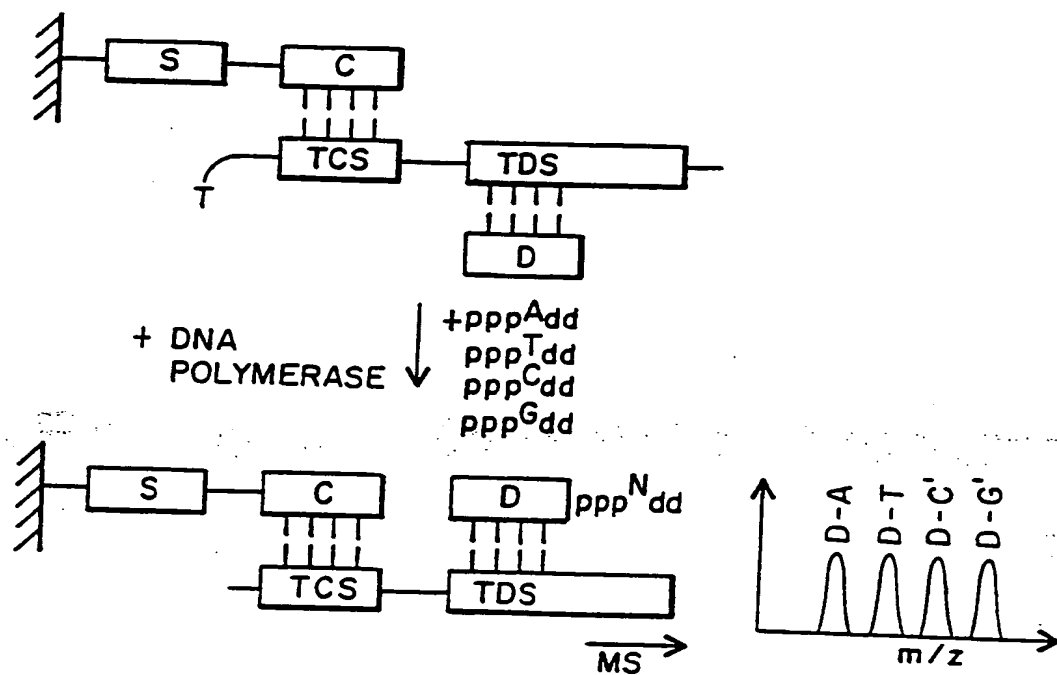 S C
TCS TDS
T
D
+ DNA POLYMERASE
+pppAdd
pppTdd
pppCdd
pppGdd
S C D pppNdd
TCS TDS
MS
D-A D-T D-C' D-G'
m/z